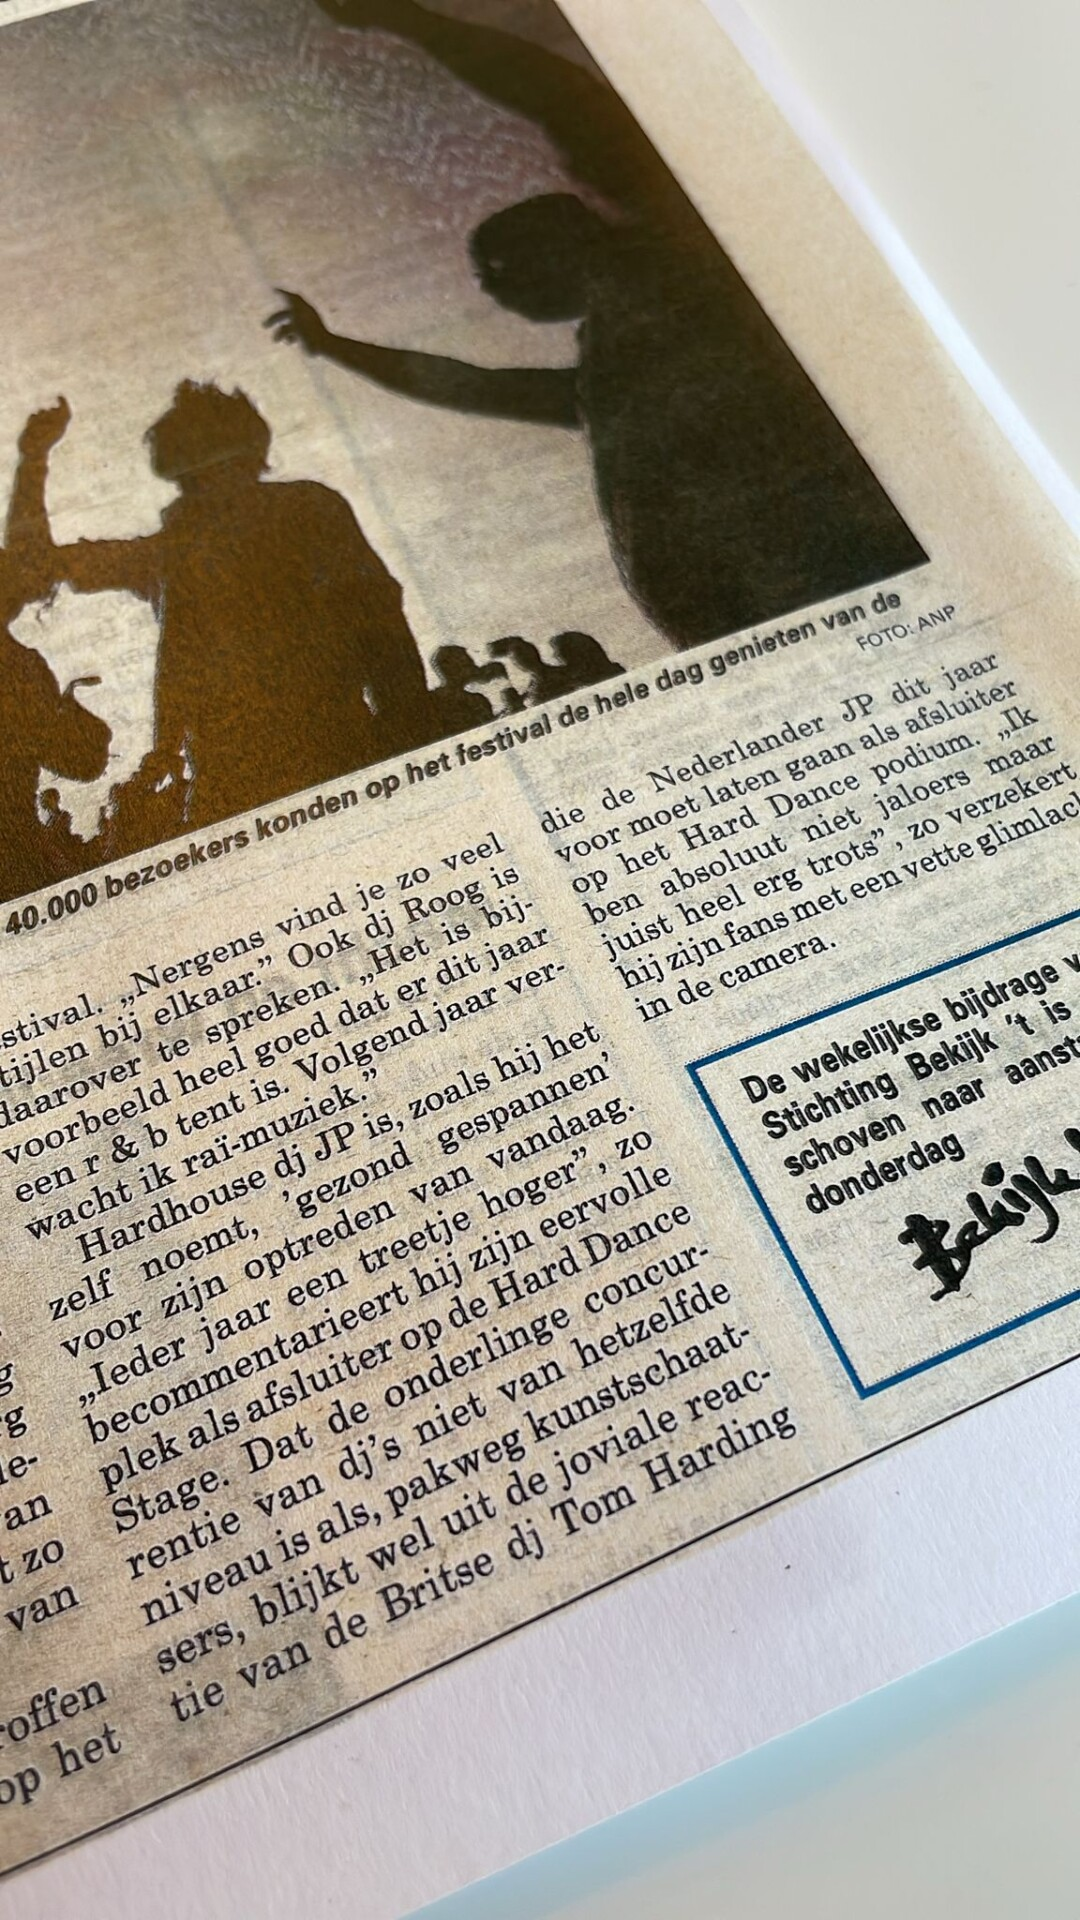 40.000 bezoekers konden op het festival de hele dag genieten van de
FOTO: ANP
g
rg
le-
an
t zo
van
roffen
op het
stival. „Nergens vind je zo veel
tijlen bij elkaar.” Ook dj Roog is
daarover te spreken. „Het is bij-
voorbeeld heel goed dat er dit jaar
een r & b tent is. Volgend jaar ver-
wacht ik raï-muziek.”
Hardhouse dj JP is, zoals hij het
zelf noemt, ’gezond gespannen’
voor zijn optreden van vandaag.
„Ieder jaar een treetje hoger”, zo
becommentarieert hij zijn eervolle
plek als afsluiter op de Hard Dance
Stage. Dat de onderlinge concur-
rentie van dj’s niet van hetzelfde
niveau is als, pakweg kunstschaat-
sers, blijkt wel uit de joviale reac-
tie van de Britse dj Tom Harding
die de Nederlander JP dit jaar
voor moet laten gaan als afsluiter
op het Hard Dance podium. „Ik
ben absoluut niet jaloers maar
juist heel erg trots”, zo verzekert
hij zijn fans met een vette glimlach
in de camera.
De wekelijkse bijdrage v
Stichting Bekijk ’t is
schoven naar aanst
donderdag
Bekijk